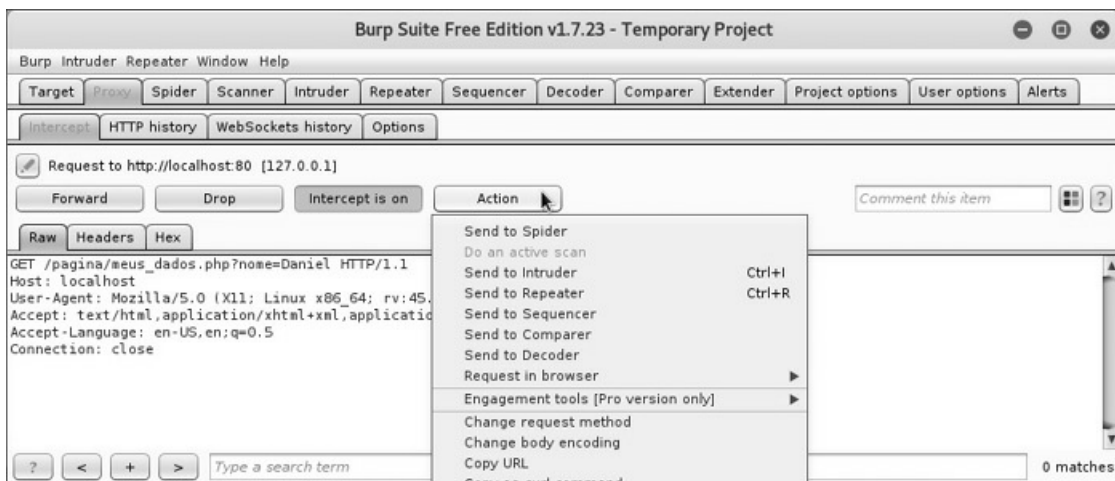 Burp Suite Free Edition v1.7.23 - Temporary Project
Burp Intruder Repeater Window Help
Target Proxy Spider Scanner Intruder Repeater Sequencer Decoder Comparer Extender Project options User options Alerts
Intercept HTTP history WebSockets history Options
Request to http://localhost:80 [127.0.0.1]
Forward Drop Intercept is on Action Comment this item ?
Raw Headers Hex
GET /pagina/meus_dados.php?nome=Daniel HTTP/1.1
Host: localhost
User-Agent: Mozilla/5.0 (X11; Linux x86_64; rv:45.
Accept: text/html,application/xhtml+xml,applicatio
Accept-Language: en-US,en;q=0.5
Connection: close
Send to Spider
Do an active scan
Send to Intruder Ctrl+I
Send to Repeater Ctrl+R
Send to Sequencer
Send to Comparer
Send to Decoder
Request in browser
Engagement tools [Pro version only]
Change request method
Change body encoding
Copy URL
Copy as curl command
? < + > Type a search term 0 matches